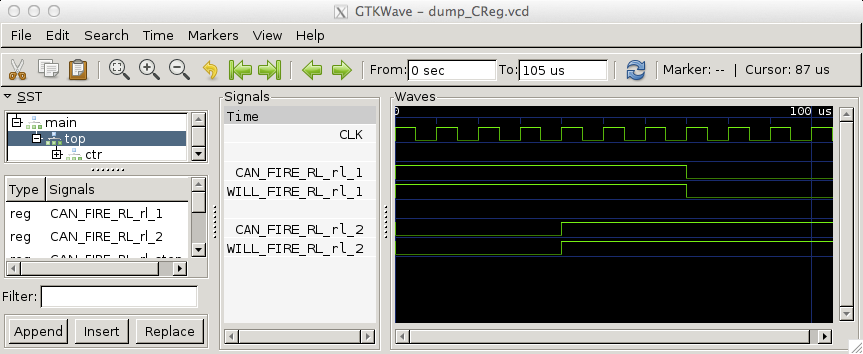 GTKWave - dump_CReg.vcd
File Edit Search Time Markers View Help
From: 0 sec To: 105 us Marker: -- | Cursor: 87 us
SST
main
top
ctr
Type Signals
reg CAN_FIRE_RL_rl_1
reg CAN_FIRE_RL_rl_2
reg WILL_FIRE_RL_rl_stop
Filter:
Append Insert Replace
Signals
Time
CLK
CAN_FIRE_RL_rl_1
WILL_FIRE_RL_rl_1
CAN_FIRE_RL_rl_2
WILL_FIRE_RL_rl_2
Waves
0 100 us